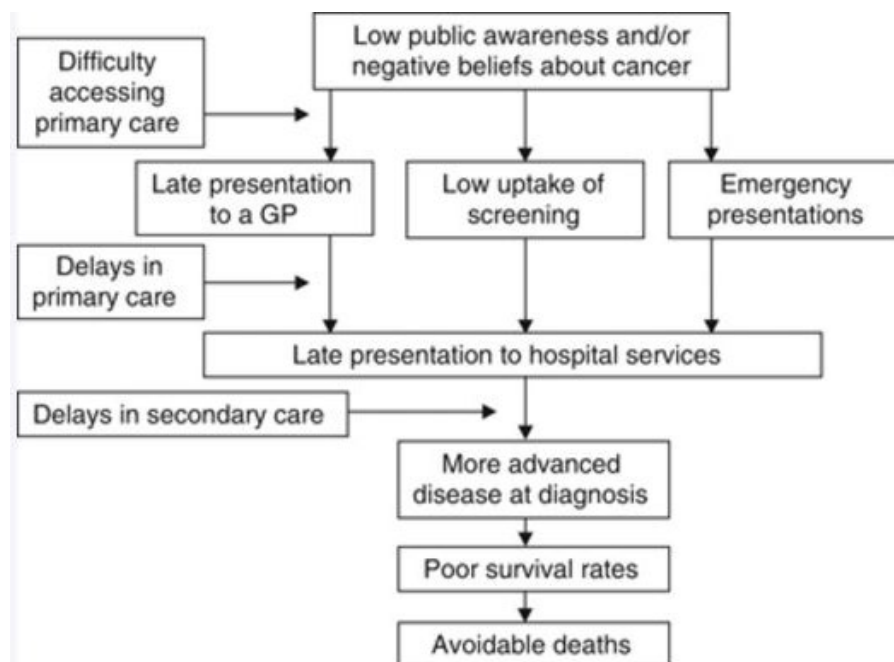 Low public awareness and/or
negative beliefs about cancer
Difficulty
accessing
primary care
Late presentation
to a GP
Low uptake of
screening
Emergency
presentations
Delays in
primary care
Late presentation to hospital services
Delays in secondary care
More advanced
disease at diagnosis
Poor survival rates
Avoidable deaths